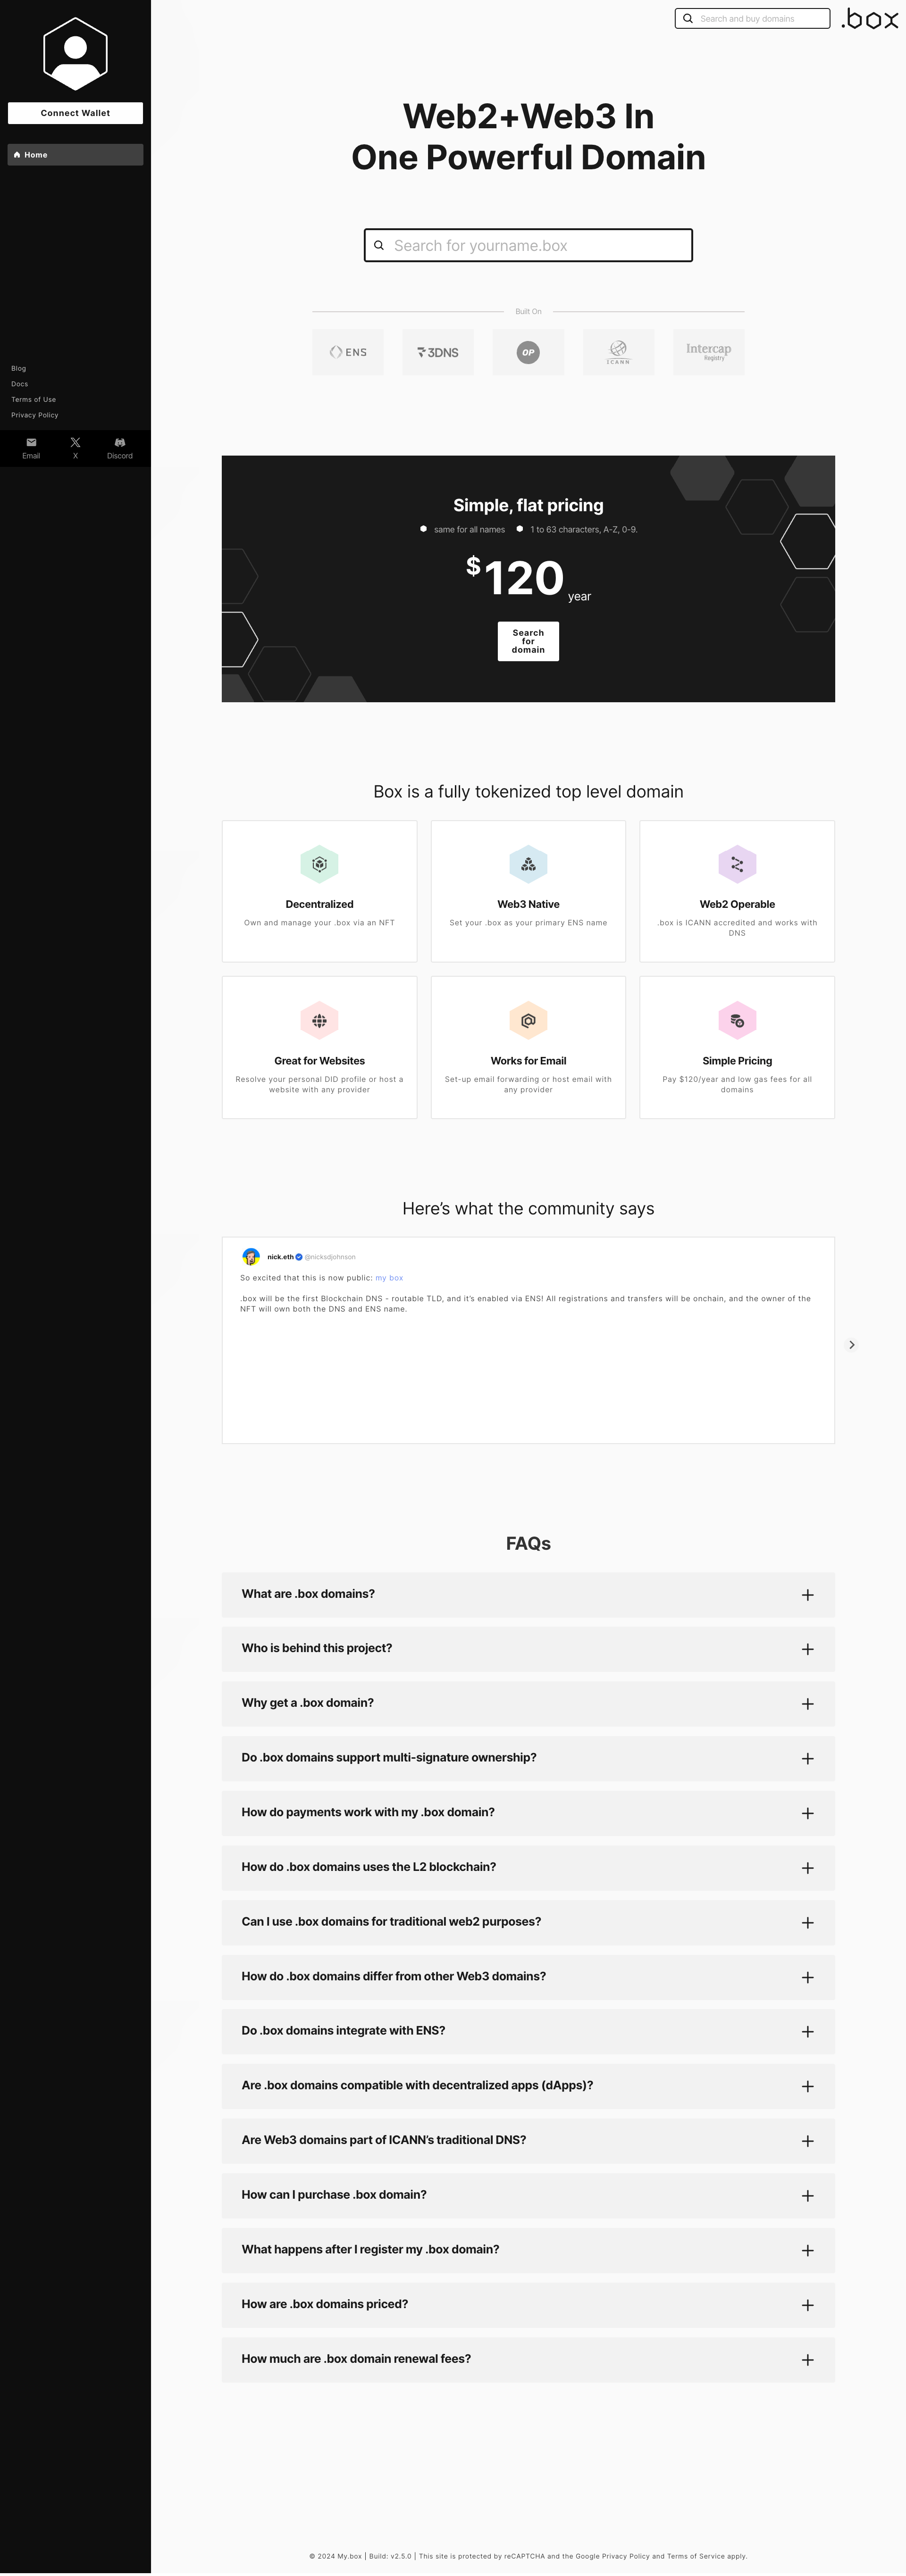 Connect Wallet
Home
Blog
Docs
Terms of Use
Privacy Policy
Email
X
Discord
Search and buy domains
.box
Web2+Web3 In
One Powerful Domain
Search for yourname.box
Built On
ENS
3DNS
OP
ICANN
Intercap
Registry
Simple, flat pricing
same for all names
1 to 63 characters, A-Z, 0-9.
$120 year
Search
for
domain
Box is a fully tokenized top level domain
Decentralized
Own and manage your .box via an NFT
Web3 Native
Set your .box as your primary ENS name
Web2 Operable
.box is ICANN accredited and works with
DNS
Great for Websites
Resolve your personal DID profile or host a
website with any provider
Works for Email
Set-up email forwarding or host email with
any provider
Simple Pricing
Pay $120/year and low gas fees for all
domains
Here's what the community says
nick.eth @nicksdjohnson
So excited that this is now public: my box
.box will be the first Blockchain DNS - routable TLD, and it's enabled via ENS! All registrations and transfers will be onchain, and the owner of the
NFT will own both the DNS and ENS name.
FAQs
What are .box domains?
Who is behind this project?
Why get a .box domain?
Do .box domains support multi-signature ownership?
How do payments work with my .box domain?
How do .box domains uses the L2 blockchain?
Can I use .box domains for traditional web2 purposes?
How do .box domains differ from other Web3 domains?
Do .box domains integrate with ENS?
Are .box domains compatible with decentralized apps (dApps)?
Are Web3 domains part of ICANN's traditional DNS?
How can I purchase .box domain?
What happens after I register my .box domain?
How are .box domains priced?
How much are .box domain renewal fees?
© 2024 My.box | Build: v2.5.0 | This site is protected by reCAPTCHA and the Google Privacy Policy and Terms of Service apply.